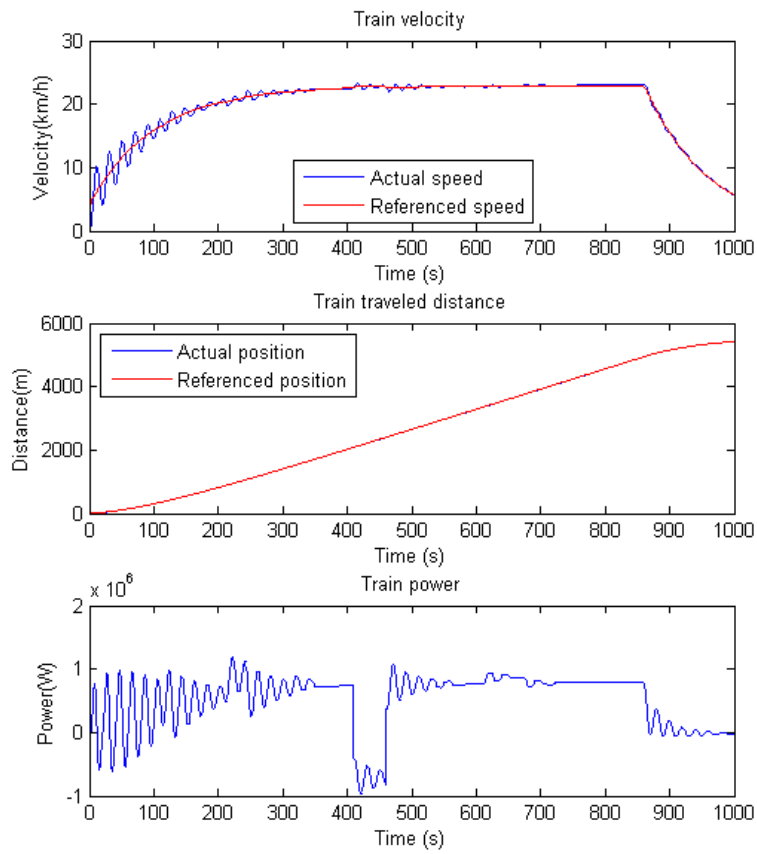 Train velocity
30
20
10
0
Velocity(km/h)
Actual speed
Referenced speed
0 100 200 300 400 500 600 700 800 900 1000
Time (s)
Train traveled distance
6000
4000
2000
0
Distance(m)
Actual position
Referenced position
0 100 200 300 400 500 600 700 800 900 1000
Time (s)
x 10^6
Train power
2
1
0
-1
Power(W)
0 100 200 300 400 500 600 700 800 900 1000
Time (s)